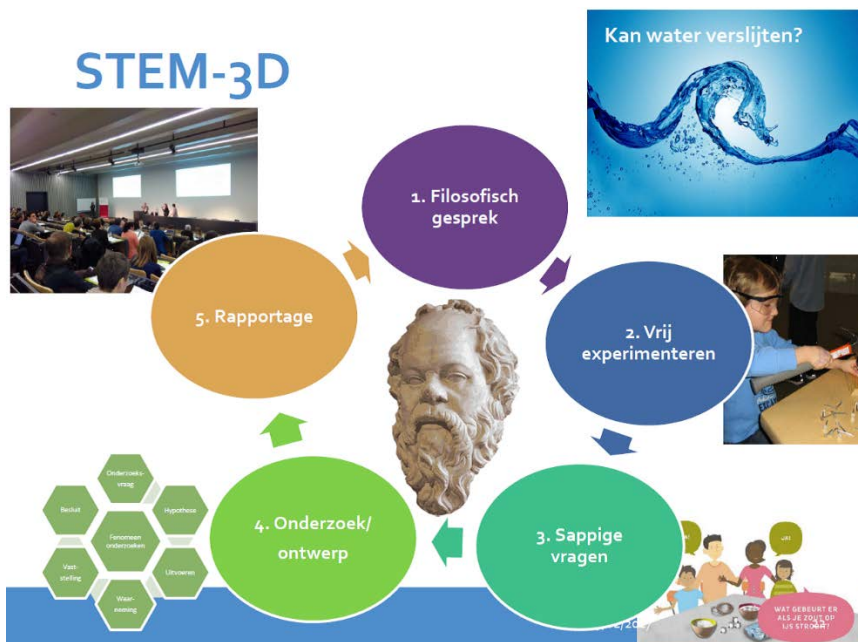 STEM-3D
Kan water verslijten?
1. Filosofisch
gesprek
2. Vrij
experimenteren
3. Sappige
vragen
4. Onderzoek/
ontwerp
5. Rapportage
Onderzoeks-
vraag
Hypothese
Uitvoeren
Waar-
neming
Vast-
stelling
Besluit
Fenomeen
onderzoeken
JA!
WAT GEBEURT ER
ALS JE ZOUT OP
IJS STROOIT?